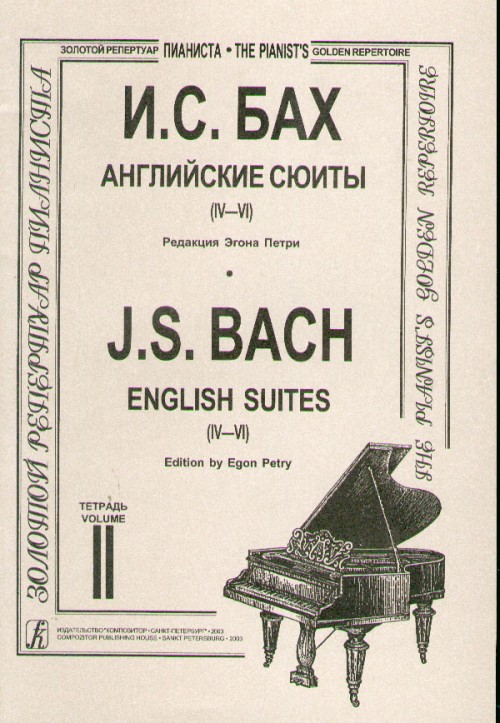 ЗОЛОТОЙ РЕПЕРТУАР ПИАНИСТА • THE PIANIST'S GOLDEN REPERTOIRE
ЗОЛОТОЙ РЕПЕРТУАР ПИАНИСТА
THE PIANIST'S GOLDEN REPERTOIRE
И.С. БАХ
АНГЛИЙСКИЕ СЮИТЫ
(IV—VI)
Редакция Эгона Петри
•
J.S. BACH
ENGLISH SUITES
(IV—VI)
Edition by Egon Petry
ТЕТРАДЬ
VOLUME
II
ИЗДАТЕЛЬСТВО "КОМПОЗИТОР • САНКТ-ПЕТЕРБУРГ" • 2003
COMPOZITOR PUBLISHING HOUSE • SANKT PETERSBURG • 2003